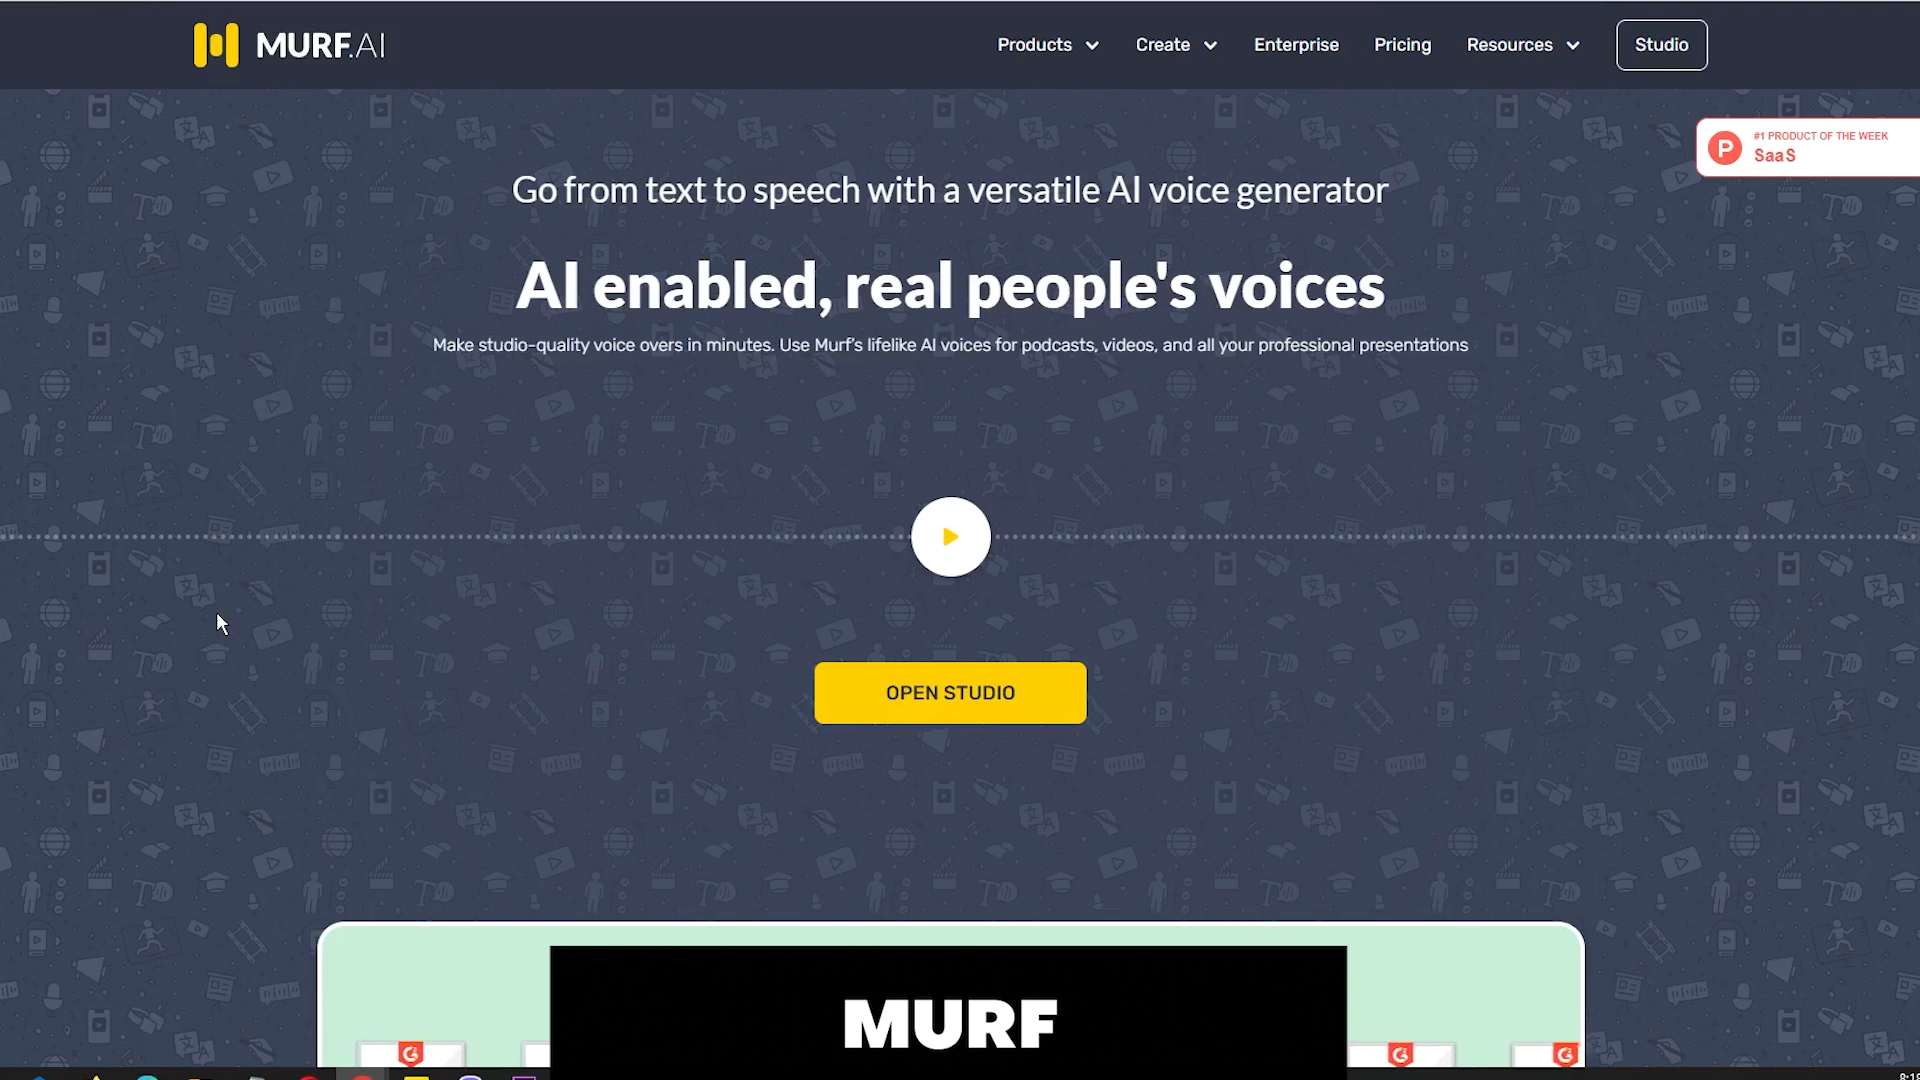 MURF.AI
Products
Create
Enterprise
Pricing
Resources
Studio
#1 PRODUCT OF THE WEEK
SaaS
Go from text to speech with a versatile AI voice generator
AI enabled, real people's voices
Make studio-quality voice overs in minutes. Use Murf's lifelike AI voices for podcasts, videos, and all your professional presentations
OPEN STUDIO
MURF